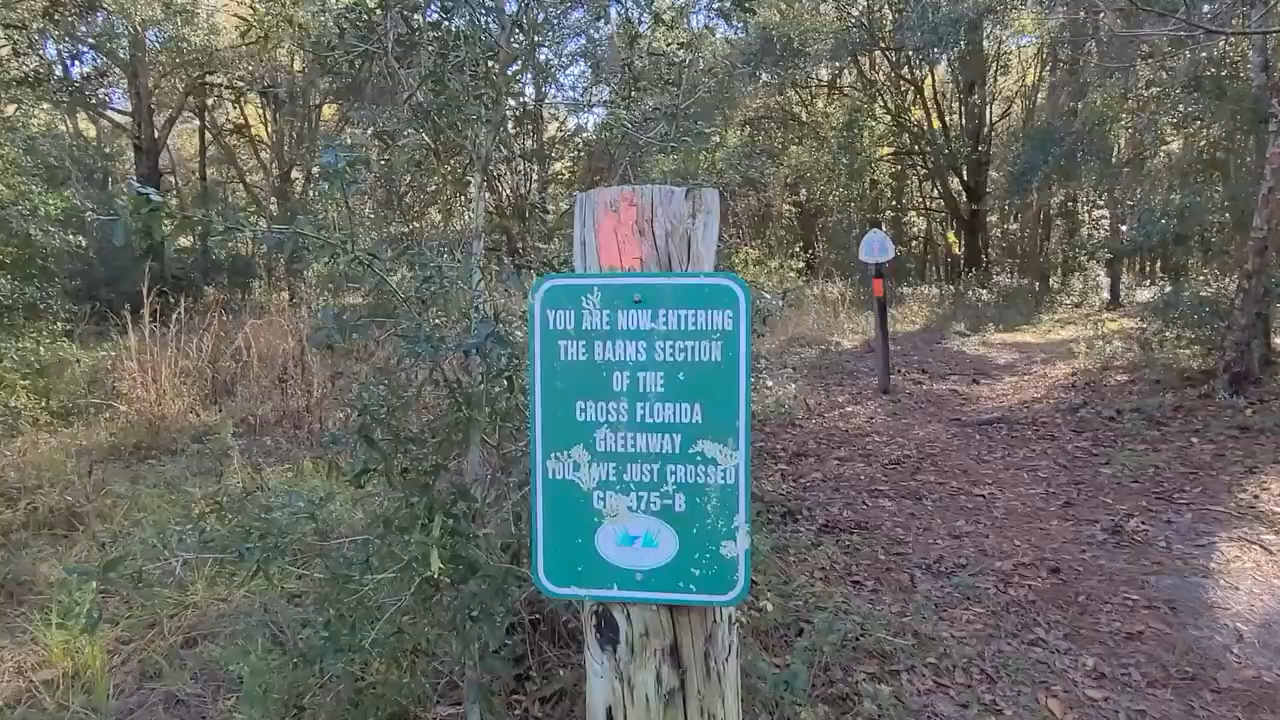 YOU ARE NOW ENTERING
THE BARNS SECTION
OF THE
CROSS FLORIDA
GREENWAY
YOU HAVE JUST CROSSED
CR 475-B